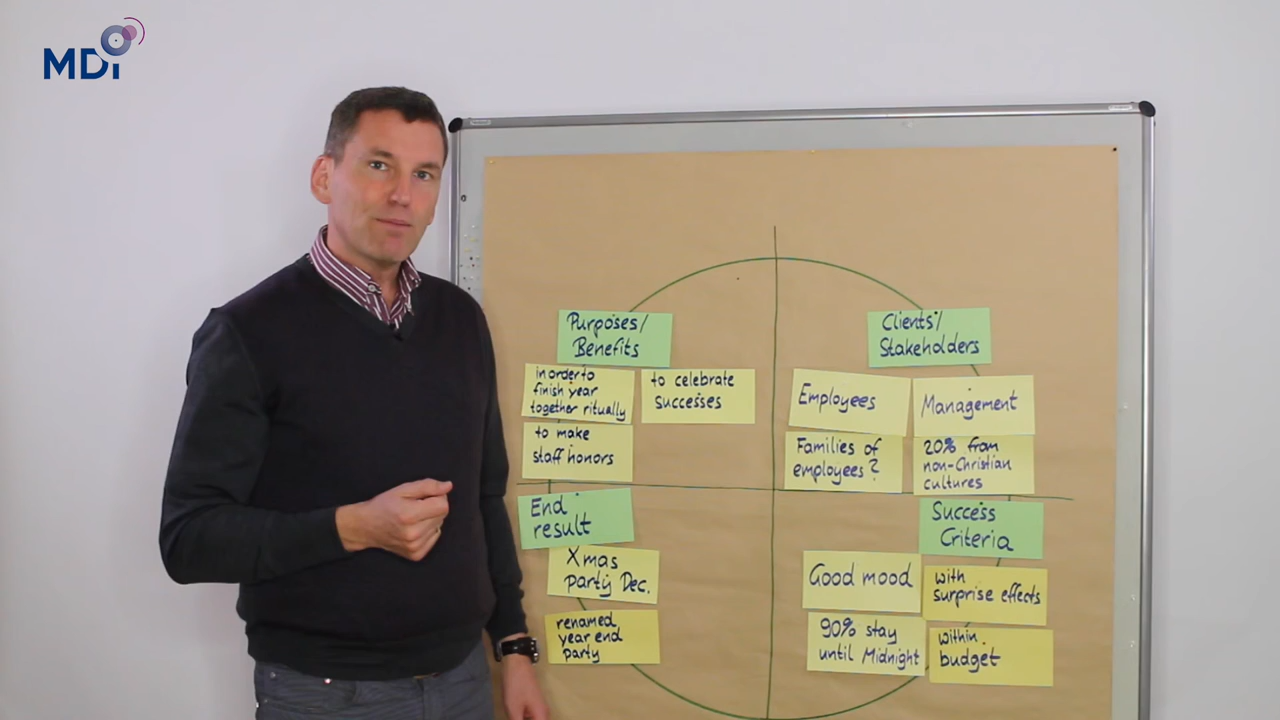 MDI
Purposes/
Benefits
in order to
finish year
together ritually
to celebrate
successes
to make
staff honors
Clients/
Stakeholders
Employees
Management
Families of
employees?
20% from
non-Christian
cultures
End
result
Xmas
party Dec.
renamed
year end
party
Success
Criteria
Good mood
with
surprise effects
90% stay
until Midnight
within
budget